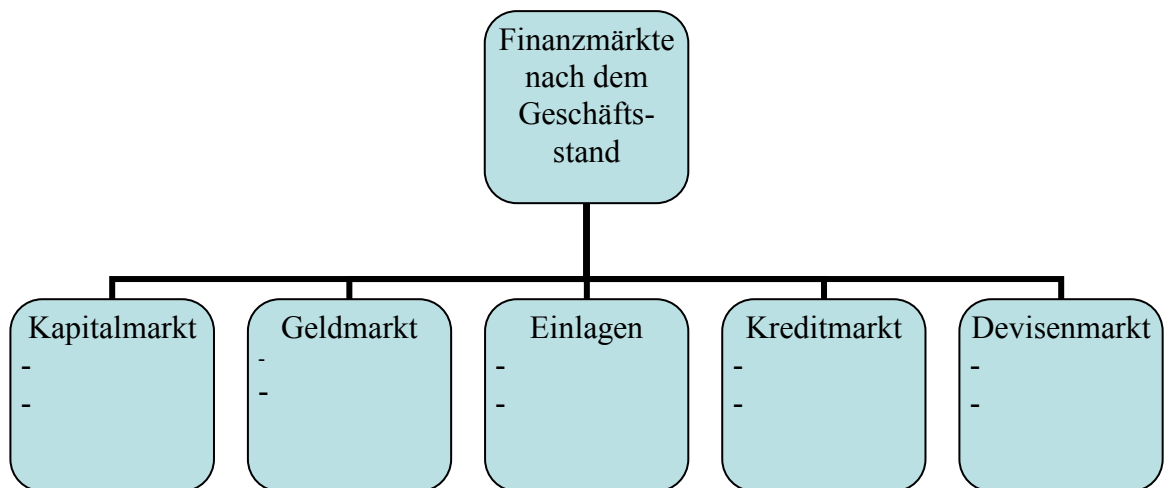 Finanzmärkte
nach dem
Geschäfts-
stand
Kapitalmarkt
-
-
Geldmarkt
-
-
Einlagen
-
-
Kreditmarkt
-
-
Devisenmarkt
-
-